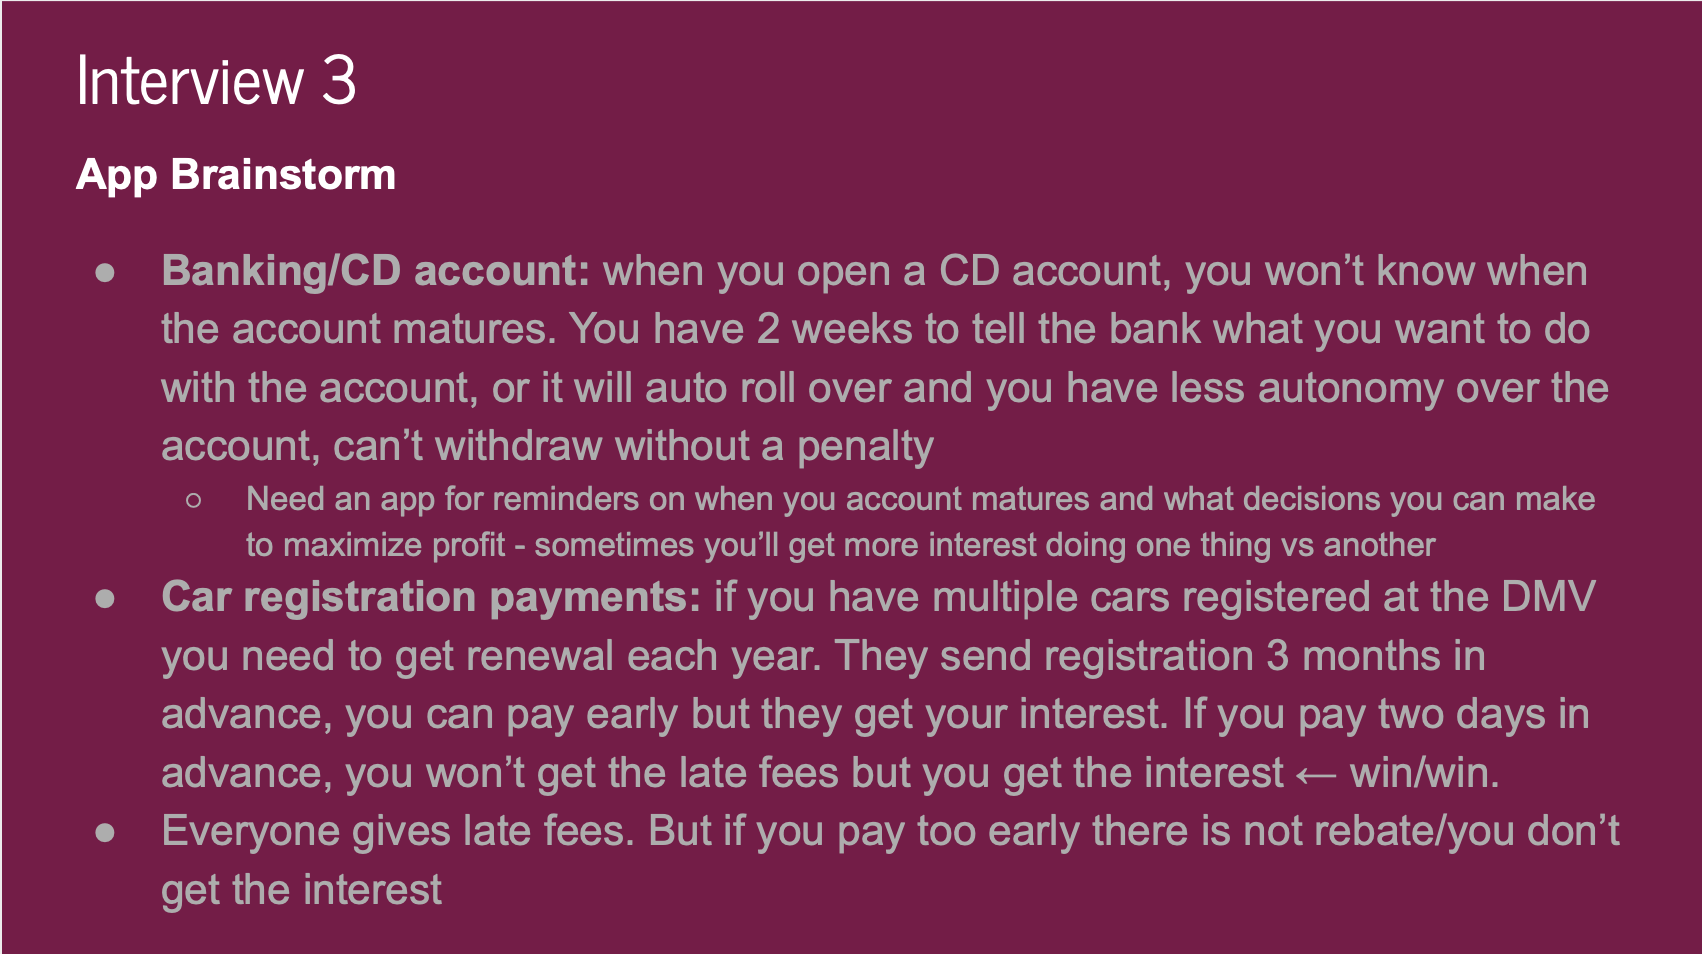 Interview 3
App Brainstorm
● Banking/CD account: when you open a CD account, you won’t know when
the account matures. You have 2 weeks to tell the bank what you want to do
with the account, or it will auto roll over and you have less autonomy over the
account, can’t withdraw without a penalty
○ Need an app for reminders on when you account matures and what decisions you can make
to maximize profit - sometimes you’ll get more interest doing one thing vs another
● Car registration payments: if you have multiple cars registered at the DMV
you need to get renewal each year. They send registration 3 months in
advance, you can pay early but they get your interest. If you pay two days in
advance, you won’t get the late fees but you get the interest ← win/win.
● Everyone gives late fees. But if you pay too early there is not rebate/you don’t
get the interest